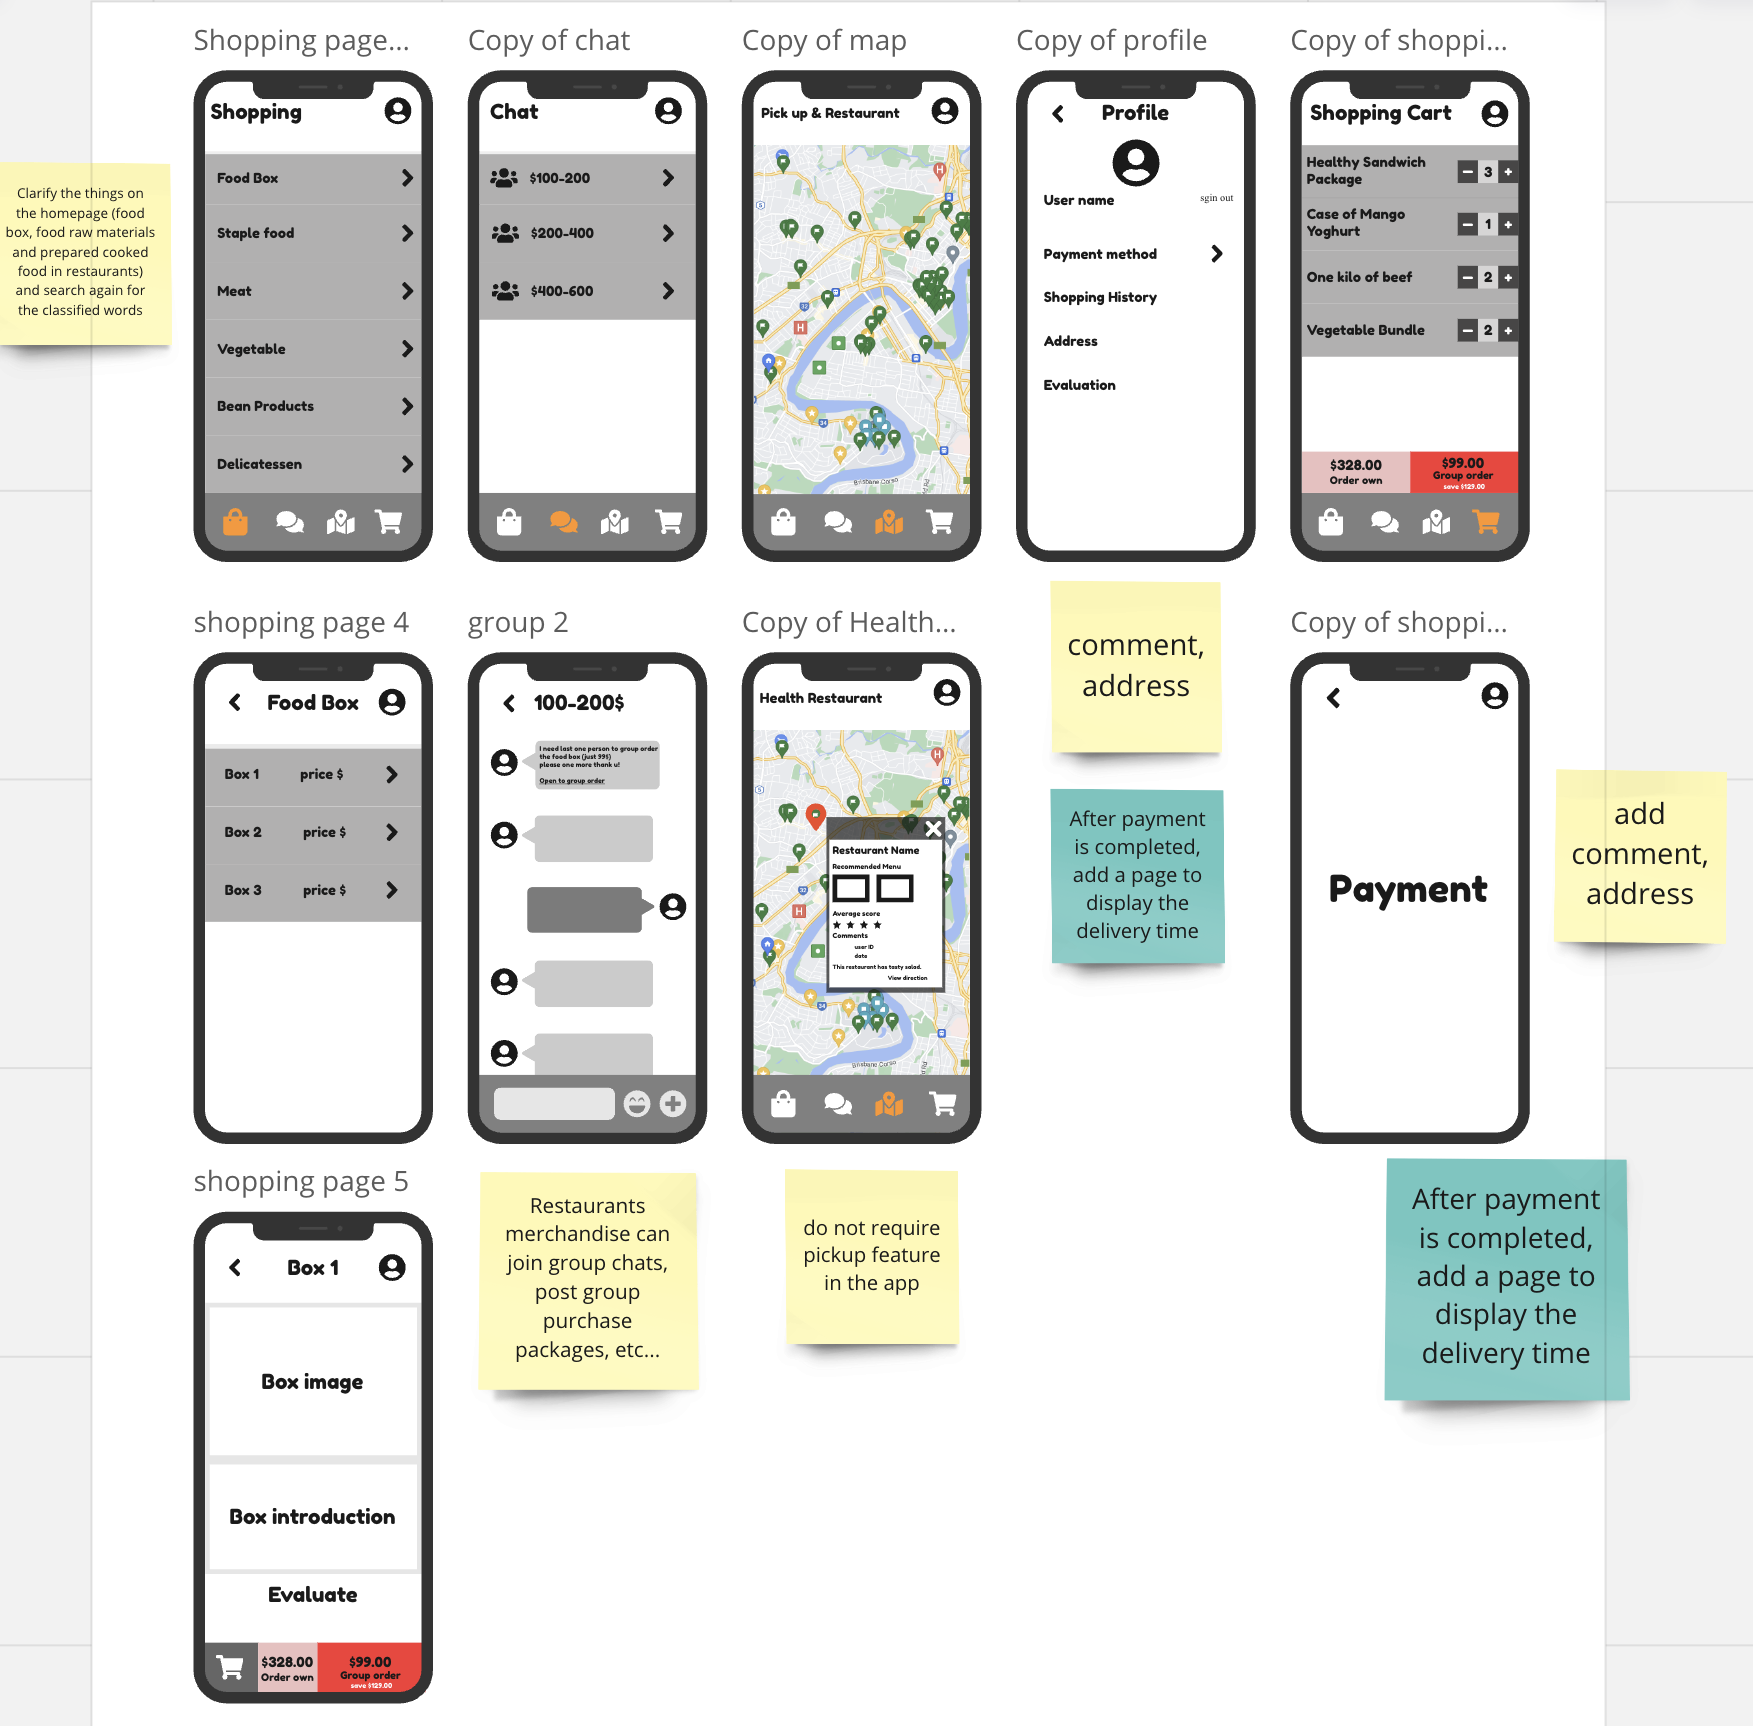 Shopping page...
Copy of chat
Copy of map
Copy of profile
Copy of shoppi...
Clarify the things on
the homepage (food
box, food raw materials
and prepared cooked
food in restaurants)
and search again for
the classified words
Shopping
Food Box
Staple food
Meat
Vegetable
Bean Products
Delicatessen
Chat
$100-200
$200-400
$400-600
Pick up & Restaurant
H
H
Brisbane Corso
Profile
User name
sgin out
Payment method
Shopping History
Address
Evaluation
Shopping Cart
Healthy Sandwich
Package
− 3 +
Case of Mango
Yoghurt
− 1 +
One kilo of beef
− 2 +
Vegetable Bundle
− 2 +
$328.00
Order own
$99.00
Group order
save $129.00
shopping page 4
group 2
Copy of Health...
Copy of shoppi...
Food Box
Box 1 price $
Box 2 price $
Box 3 price $
100-200$
I need last one person to group order
the food box (just 99$)
please one more thank u!
Open to group order
Health Restaurant
H
H
Restaurant Name
Recommended Menu
Average score
Comments
user ID
date
This restaurant has tasty salad.
View direction
Brisbane Corso
comment,
address
After payment
is completed,
add a page to
display the
delivery time
Payment
add
comment,
address
shopping page 5
Box 1
Box image
Box introduction
Evaluate
$328.00
Order own
$99.00
Group order
save $129.00
Restaurants
merchandise can
join group chats,
post group
purchase
packages, etc...
do not require
pickup feature
in the app
After payment
is completed,
add a page to
display the
delivery time